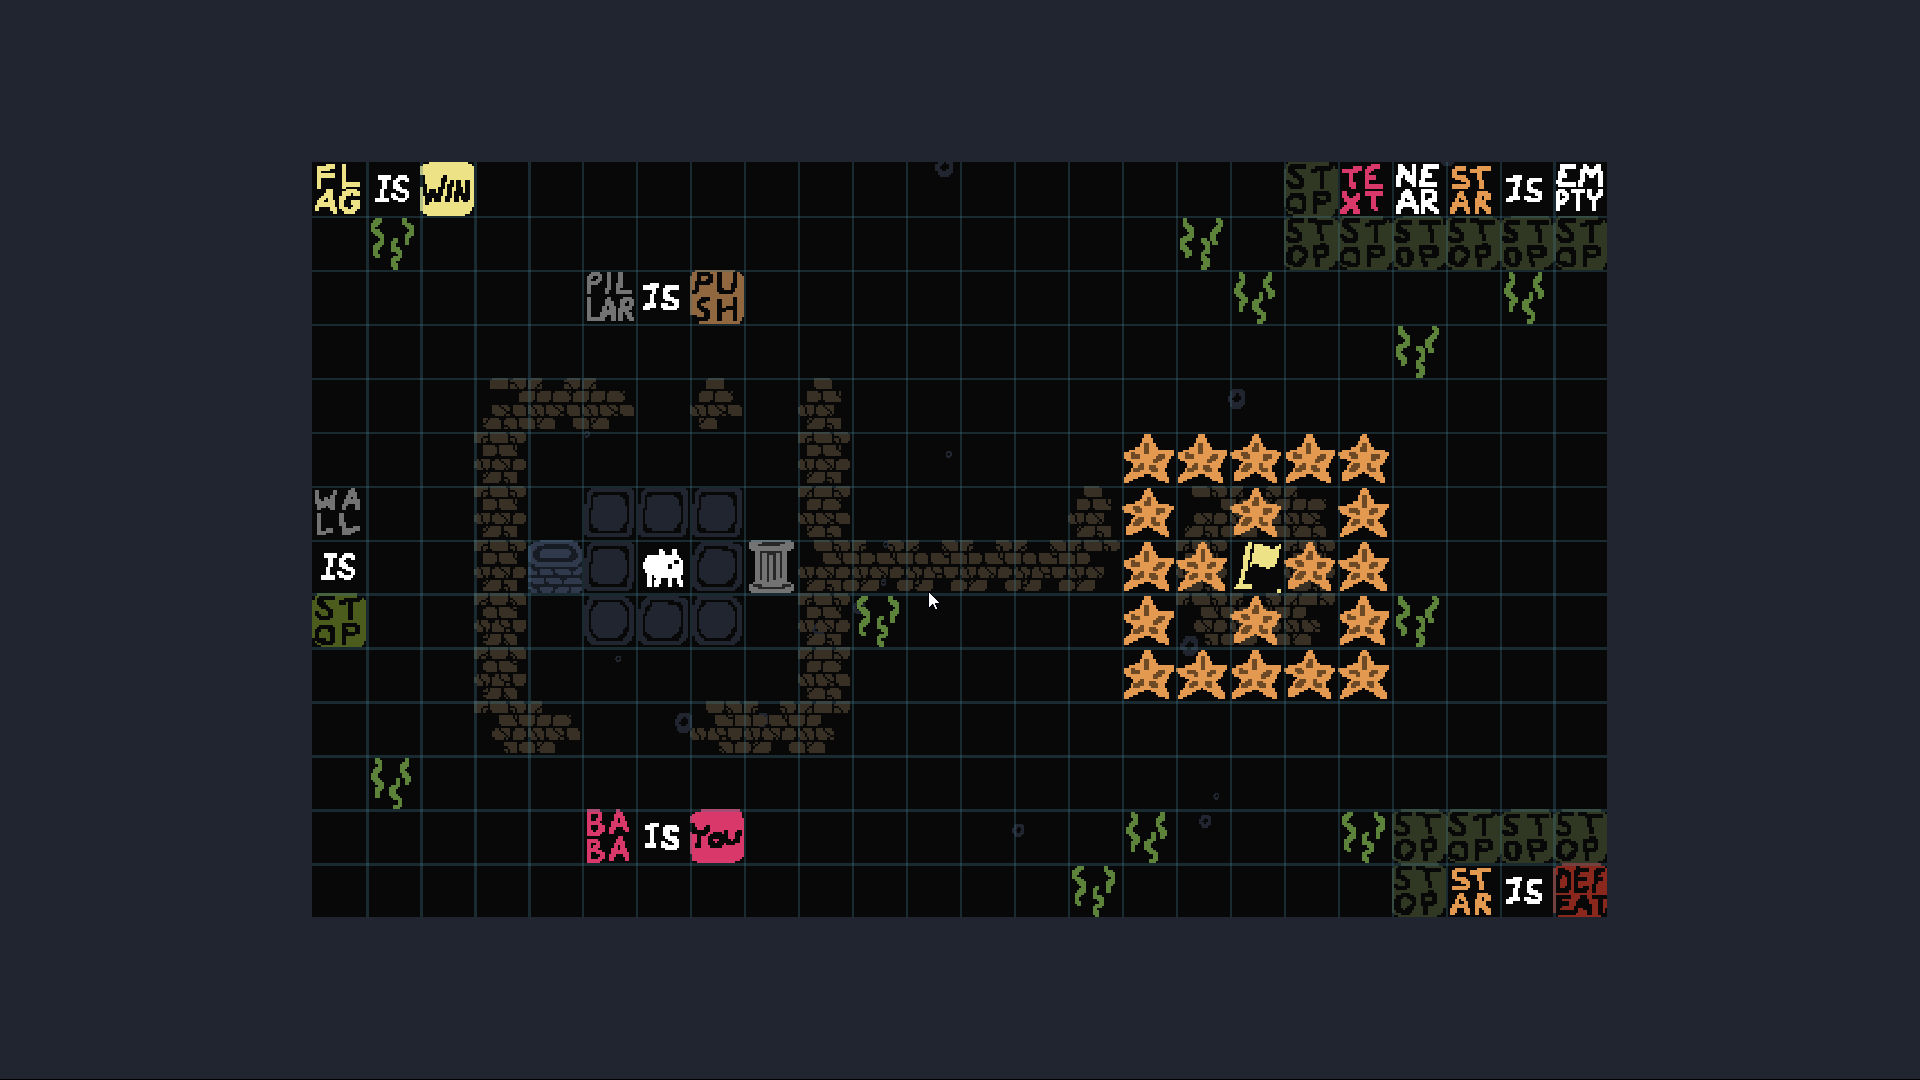 FLAG IS WIN
STOP TEXT NEAR STAR IS EMPTY
STOP STOP STOP STOP STOP STOP
PILLAR IS PUSH
WALL
IS
STOP
BABA IS YOU
STOP STOP STOP STOP
STOP STAR IS DEFEAT